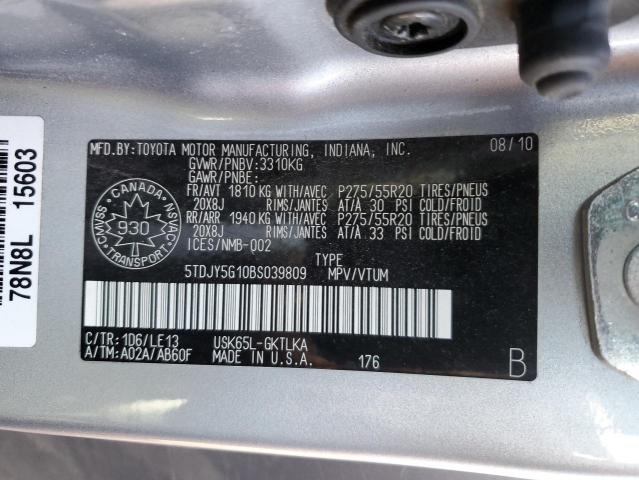 MFD.BY:TOYOTA MOTOR MANUFACTURING, INDIANA, INC. 08/10
GVWR/PNBV:3310KG
GAWR/PNBE:
FR/AVT 1810 KG WITH/AVEC P275/55R20 TIRES/PNEUS
20X8J RIMS/JANTES AT/A 30 PSI COLD/FROID
RR/ARR 1940 KG WITH/AVEC P275/55R20 TIRES/PNEUS
20X8J RIMS/JANTES AT/A 33 PSI COLD/FROID
ICES/NMB-002
TYPE
5TDJY5G10BS039809 MPV/VTUM
C/TR: 1D6/LE13 USK65L-GKTLKA
A/TM: A02A/AB60F MADE IN U.S.A. 176 B
CANADA
CMVSS
930
NSVAC
78N8L 15603